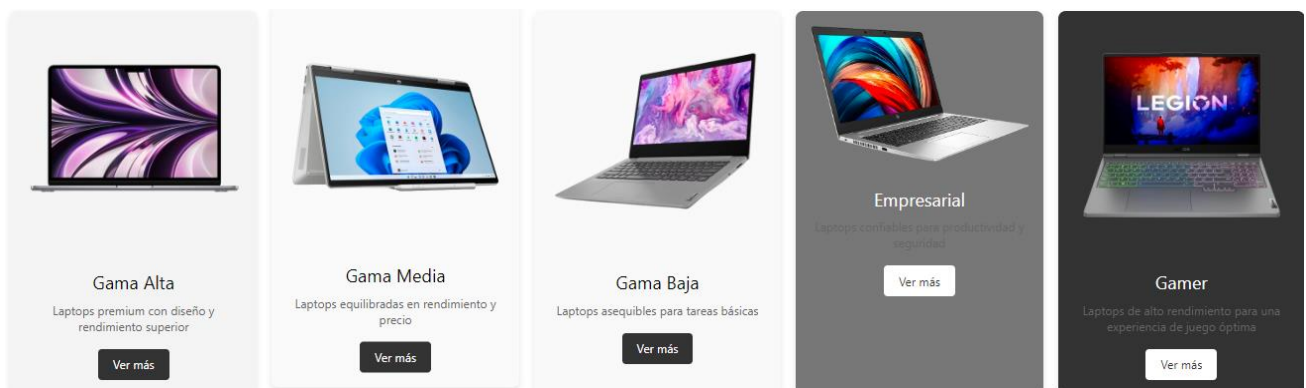 Gama Alta
Laptops premium con diseño y
rendimiento superior
Ver más
Gama Media
Laptops equilibradas en rendimiento y
precio
Ver más
Gama Baja
Laptops asequibles para tareas básicas
Ver más
Empresarial
Laptops confiables para productividad y
seguridad
Ver más
LEGION
Gamer
Laptops de alto rendimiento para una
experiencia de juego óptima
Ver más